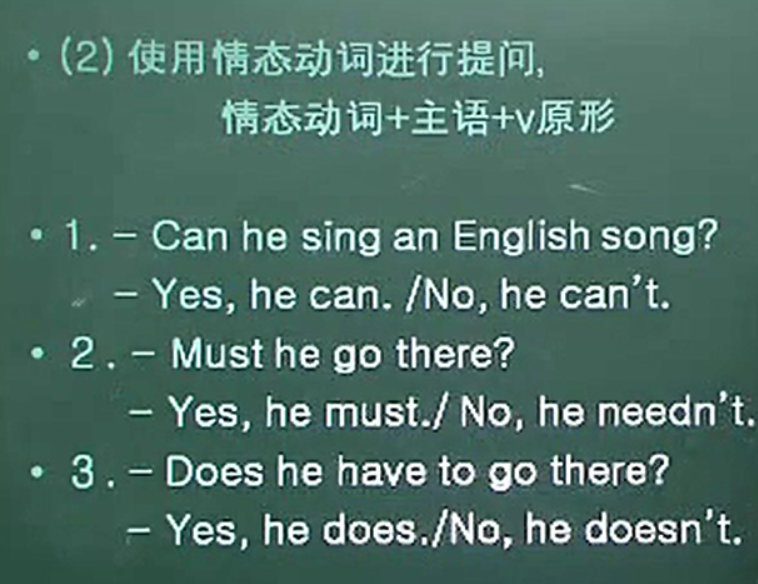 • (2) 使用情态动词进行提问,
情态动词+主语+v原形
• 1. – Can he sing an English song?
– Yes, he can. /No, he can't.
• 2. – Must he go there?
– Yes, he must./ No, he needn't.
• 3. – Does he have to go there?
– Yes, he does./No, he doesn't.